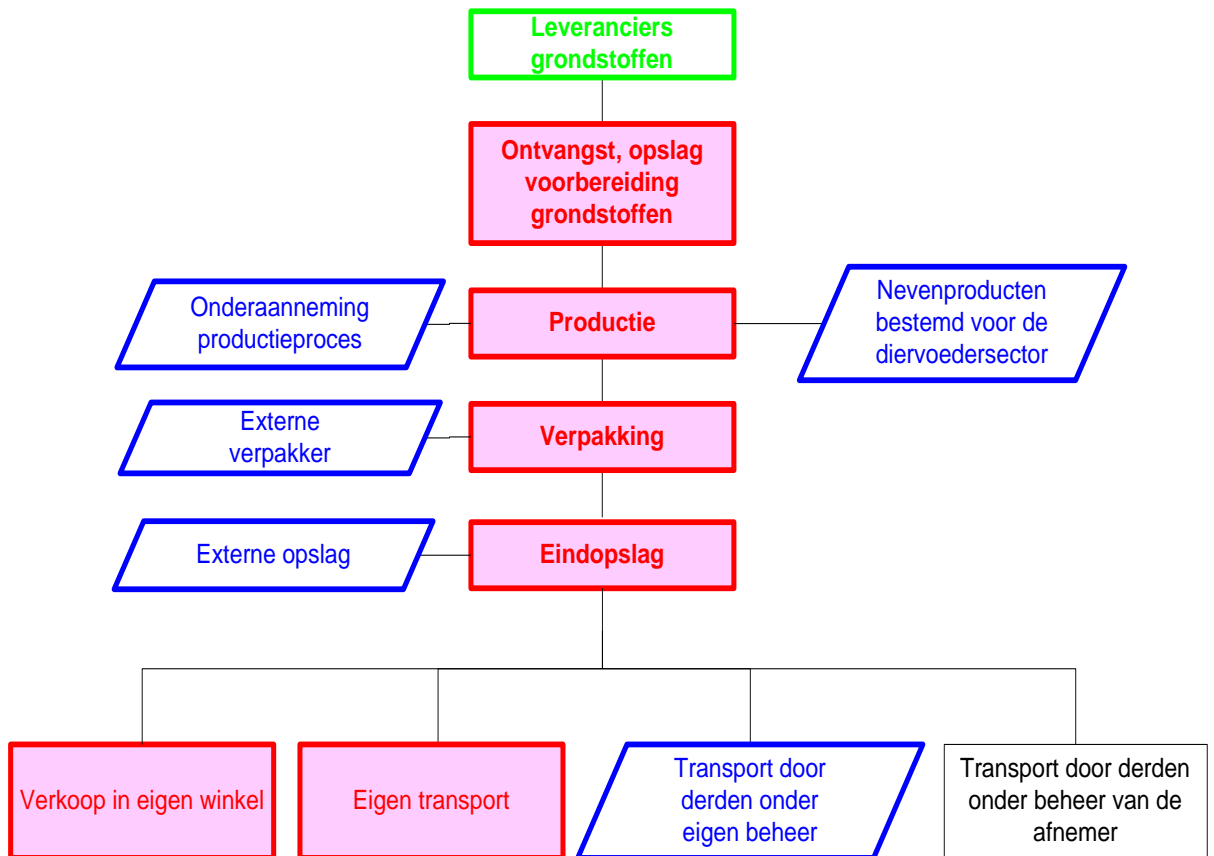 Leveranciers
grondstoffen
Ontvangst, opslag
voorbereiding
grondstoffen
Onderaanneming
productieproces
Productie
Nevenproducten
bestemd voor de
diervoedersector
Externe
verpakker
Verpakking
Externe opslag
Eindopslag
Verkoop in eigen winkel
Eigen transport
Transport door
derden onder
eigen beheer
Transport door derden
onder beheer van de
afnemer